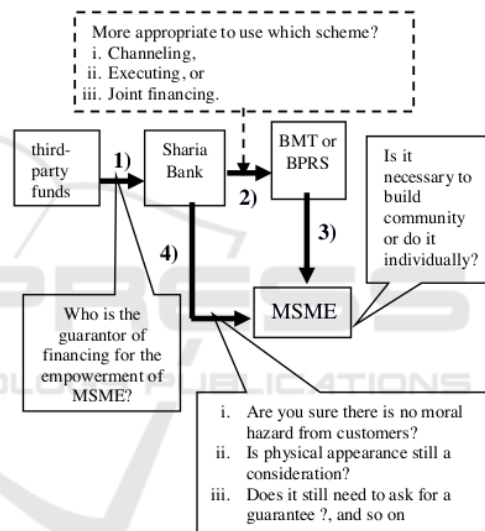 More appropriate to use which scheme?
i. Channeling,
ii. Executing, or
iii. Joint financing.
third-
party
funds
1)
Sharia
Bank
2)
BMT or
BPRS
Is it
necessary to
build
community
or do it
individually?
3)
4)
MSME
Who is the
guarantor of
financing for the
empowerment of
MSME?
i. Are you sure there is no moral
hazard from customers?
ii. Is physical appearance still a
consideration?
iii. Does it still need to ask for a
guarantee ?, and so on
PRESS
PUBLICATIONS